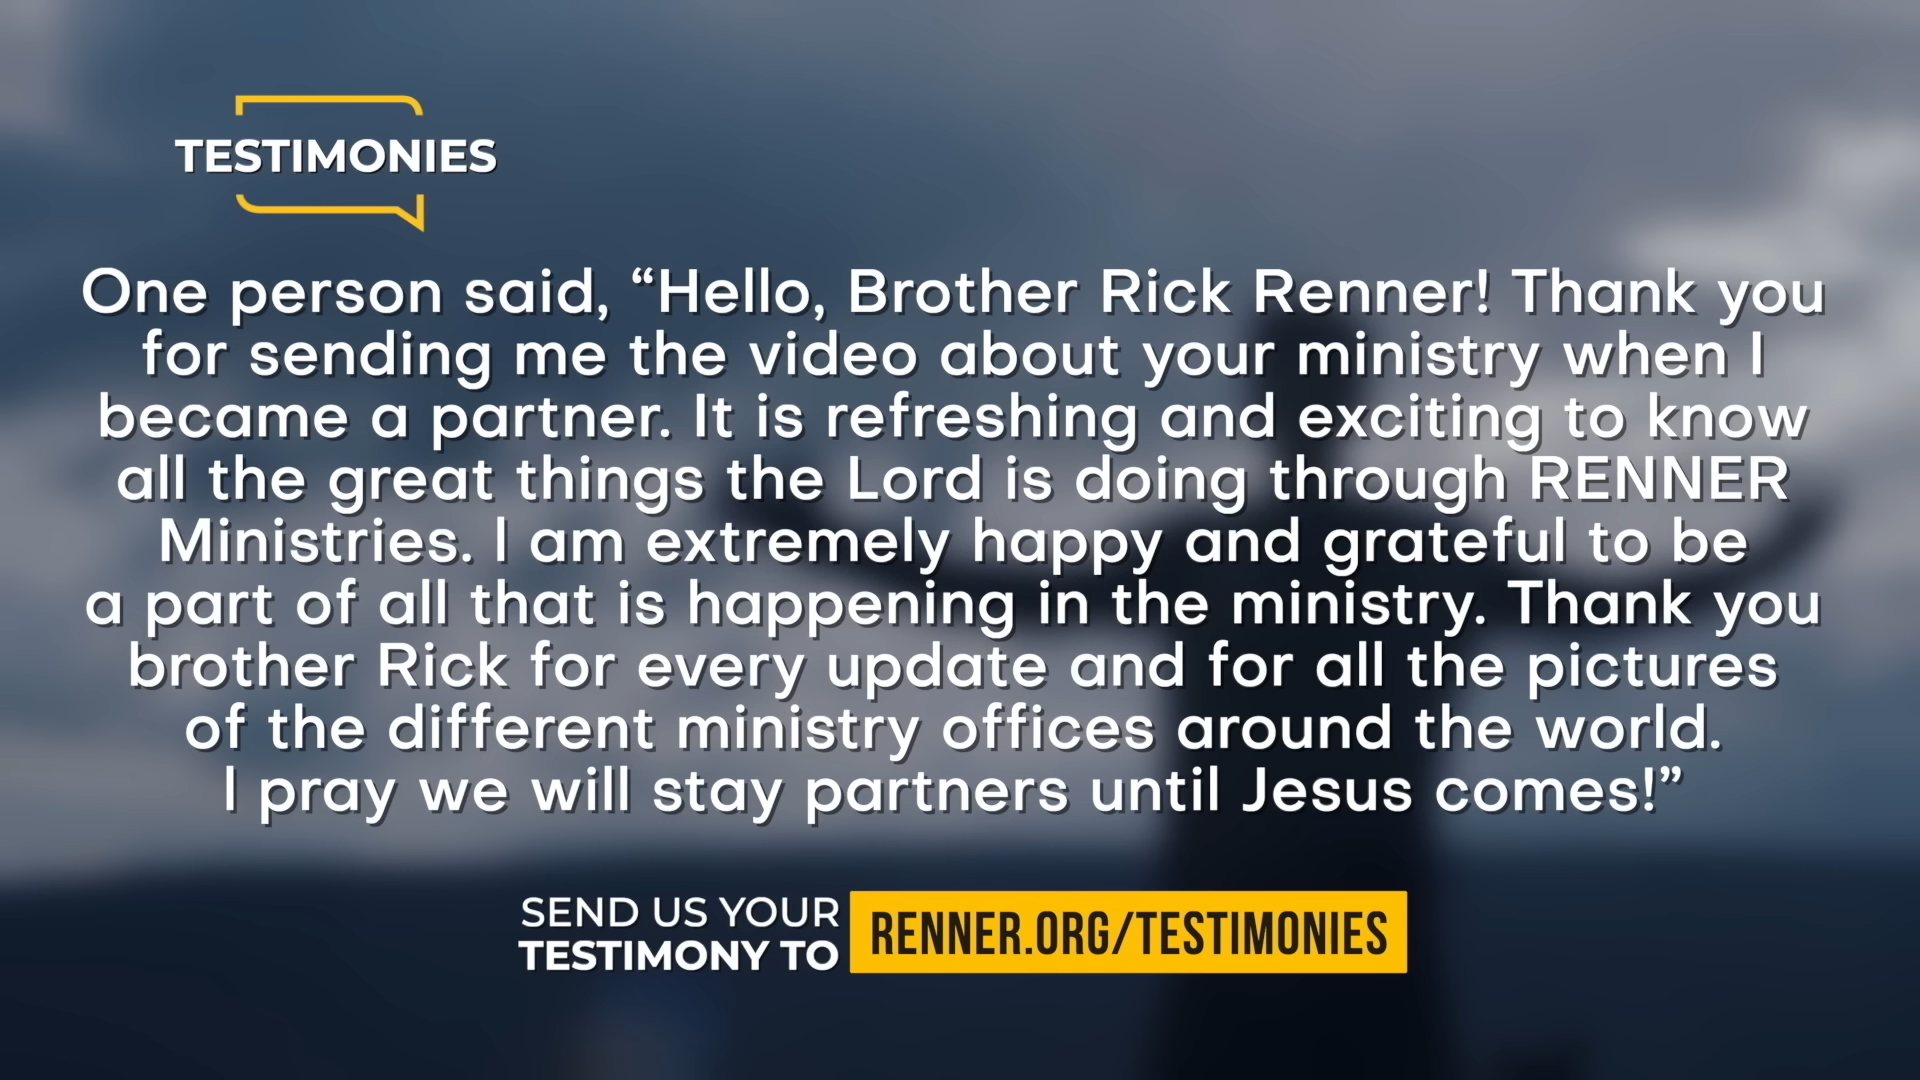 TESTIMONIES
One person said, “Hello, Brother Rick Renner! Thank you
for sending me the video about your ministry when I
became a partner. It is refreshing and exciting to know
all the great things the Lord is doing through RENNER
Ministries. I am extremely happy and grateful to be
a part of all that is happening in the ministry. Thank you
brother Rick for every update and for all the pictures
of the different ministry offices around the world.
I pray we will stay partners until Jesus comes!”
SEND US YOUR
TESTIMONY TO
RENNER.ORG/TESTIMONIES